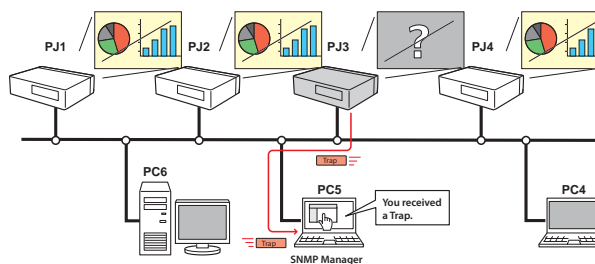 PJ1
PJ2
PJ3
PJ4
?
Trap
PC6
PC5
PC4
You received
a Trap.
Trap
SNMP Manager